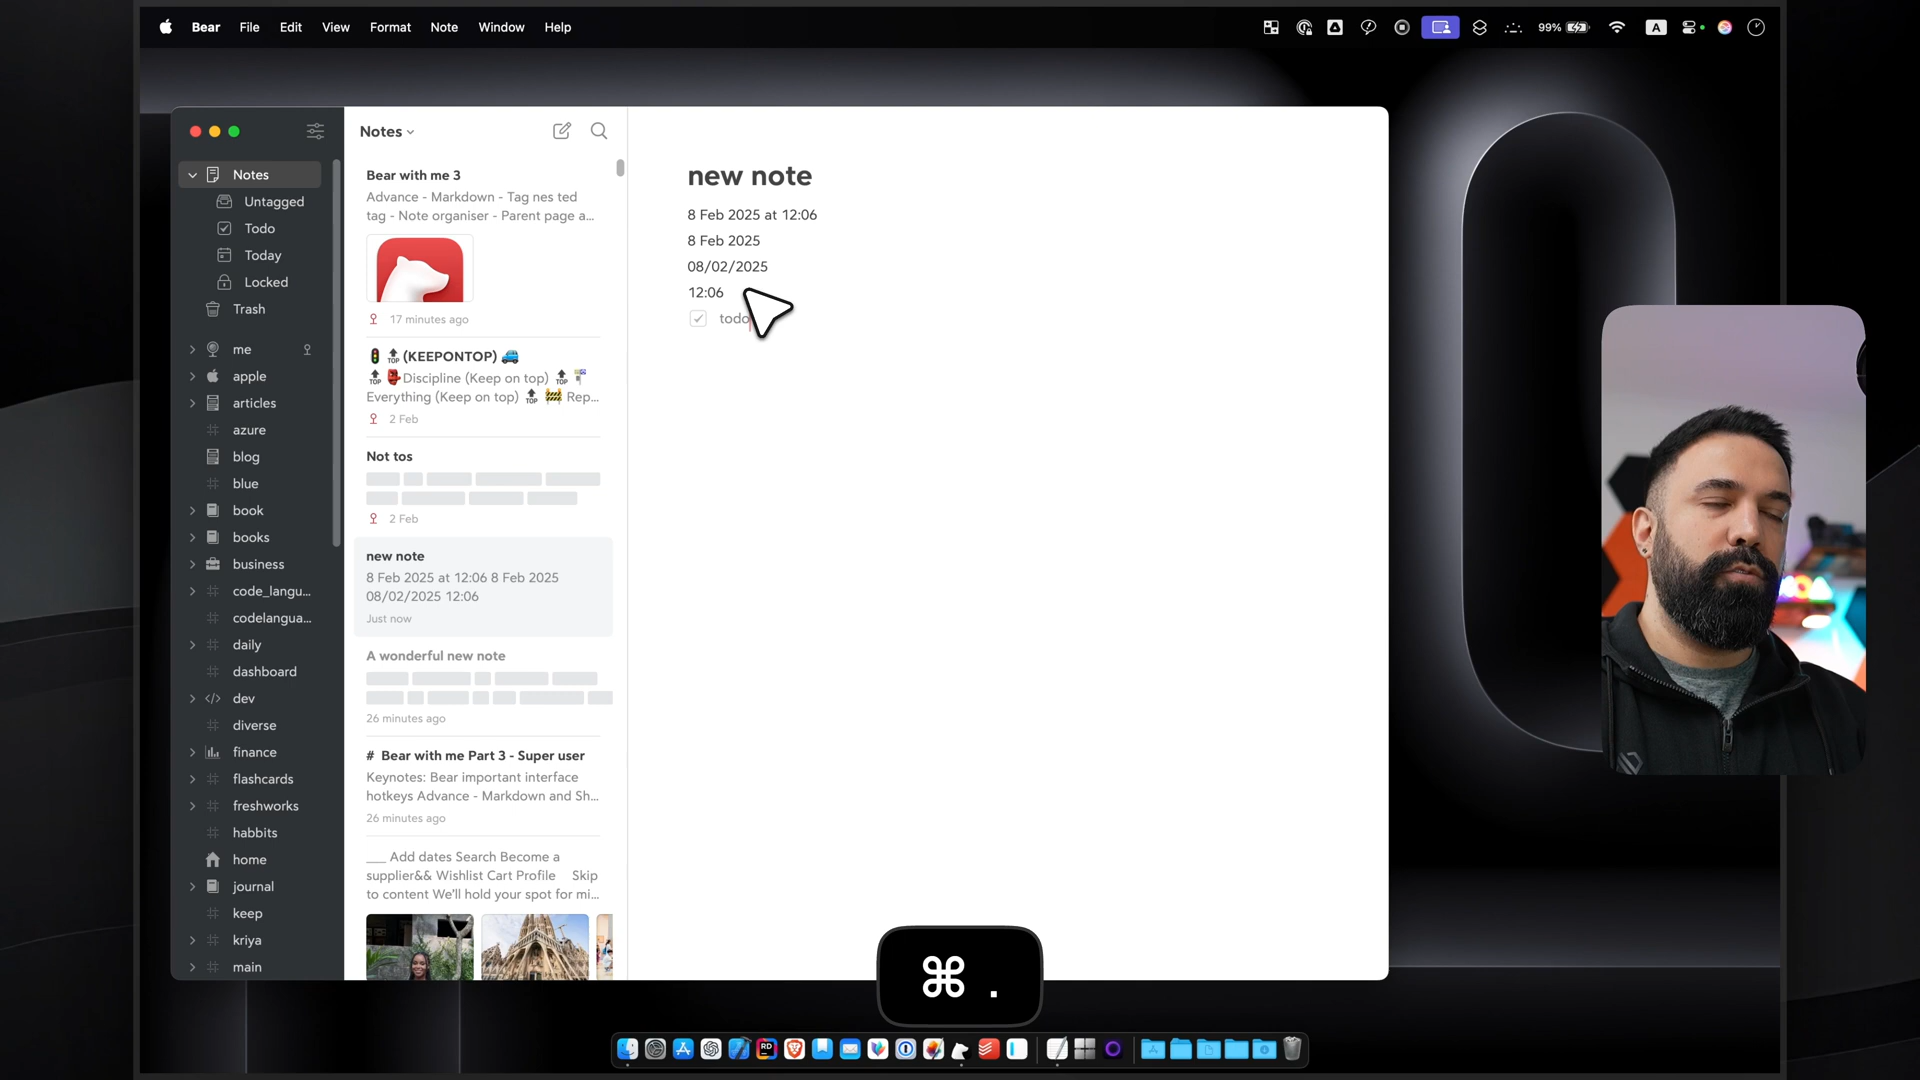 Bear File Edit View Format Note Window Help
99% A
Notes
Untagged
Todo
Today
Locked
Trash
me
apple
articles
azure
blog
blue
book
books
business
code_langu...
codelangua...
daily
dashboard
dev
diverse
finance
flashcards
freshworks
habbits
home
journal
keep
kriya
main
Notes
Bear with me 3
Advance - Markdown - Tag nes ted
tag - Note organiser - Parent page a...
17 minutes ago
🚦 🔝 (KEEPONTOP) 🚙
🔝 👺Discipline (Keep on top) 🔝
Everything (Keep on top) 🔝 🚧 Rep...
2 Feb
Not tos
2 Feb
new note
8 Feb 2025 at 12:06 8 Feb 2025
08/02/2025 12:06
Just now
A wonderful new note
26 minutes ago
# Bear with me Part 3 - Super user
Keynotes: Bear important interface
hotkeys Advance - Markdown and Sh...
26 minutes ago
___ Add dates Search Become a
supplier&& Wishlist Cart Profile Skip
to content We'll hold your spot for mi...
new note
8 Feb 2025 at 12:06
8 Feb 2025
08/02/2025
12:06
todo
⌘ .
RD